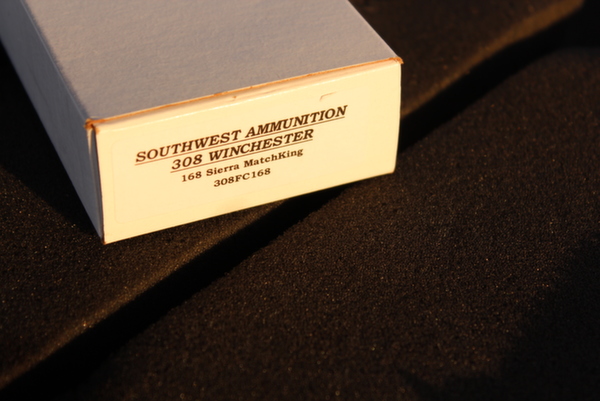 SOUTHWEST AMMUNITION
308 WINCHESTER
168 Sierra MatchKing
308FC168